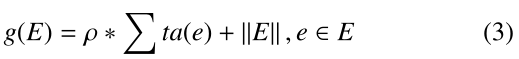 g(E) = ρ ∗ ∑ ta(e) + ‖E‖ , e ∈ E (3)